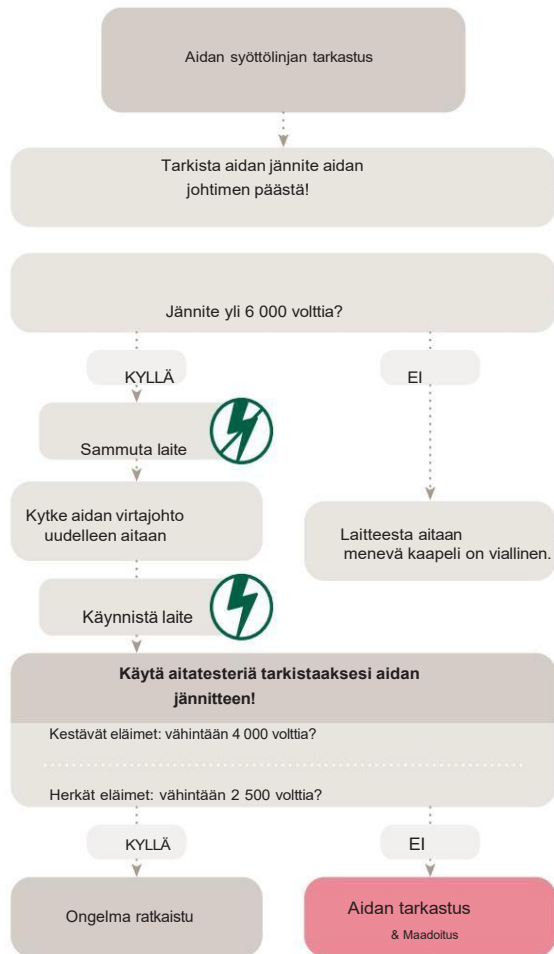 Aidan syöttölinjan tarkastus
Tarkista aidan jännite aidan
johtimen päästä!
Jännite yli 6 000 volttia?
KYLLÄ
EI
Sammuta laite
Kytke aidan virtajohto
uudelleen aitaan
Laitteesta aitaan
menevä kaapeli on viallinen.
Käynnistä laite
Käytä aitatesteriä tarkistaaksesi aidan
jännitteen!
Kestävät eläimet: vähintään 4 000 volttia?
Herkät eläimet: vähintään 2 500 volttia?
KYLLÄ
EI
Ongelma ratkaistu
Aidan tarkastus
& Maadoitus